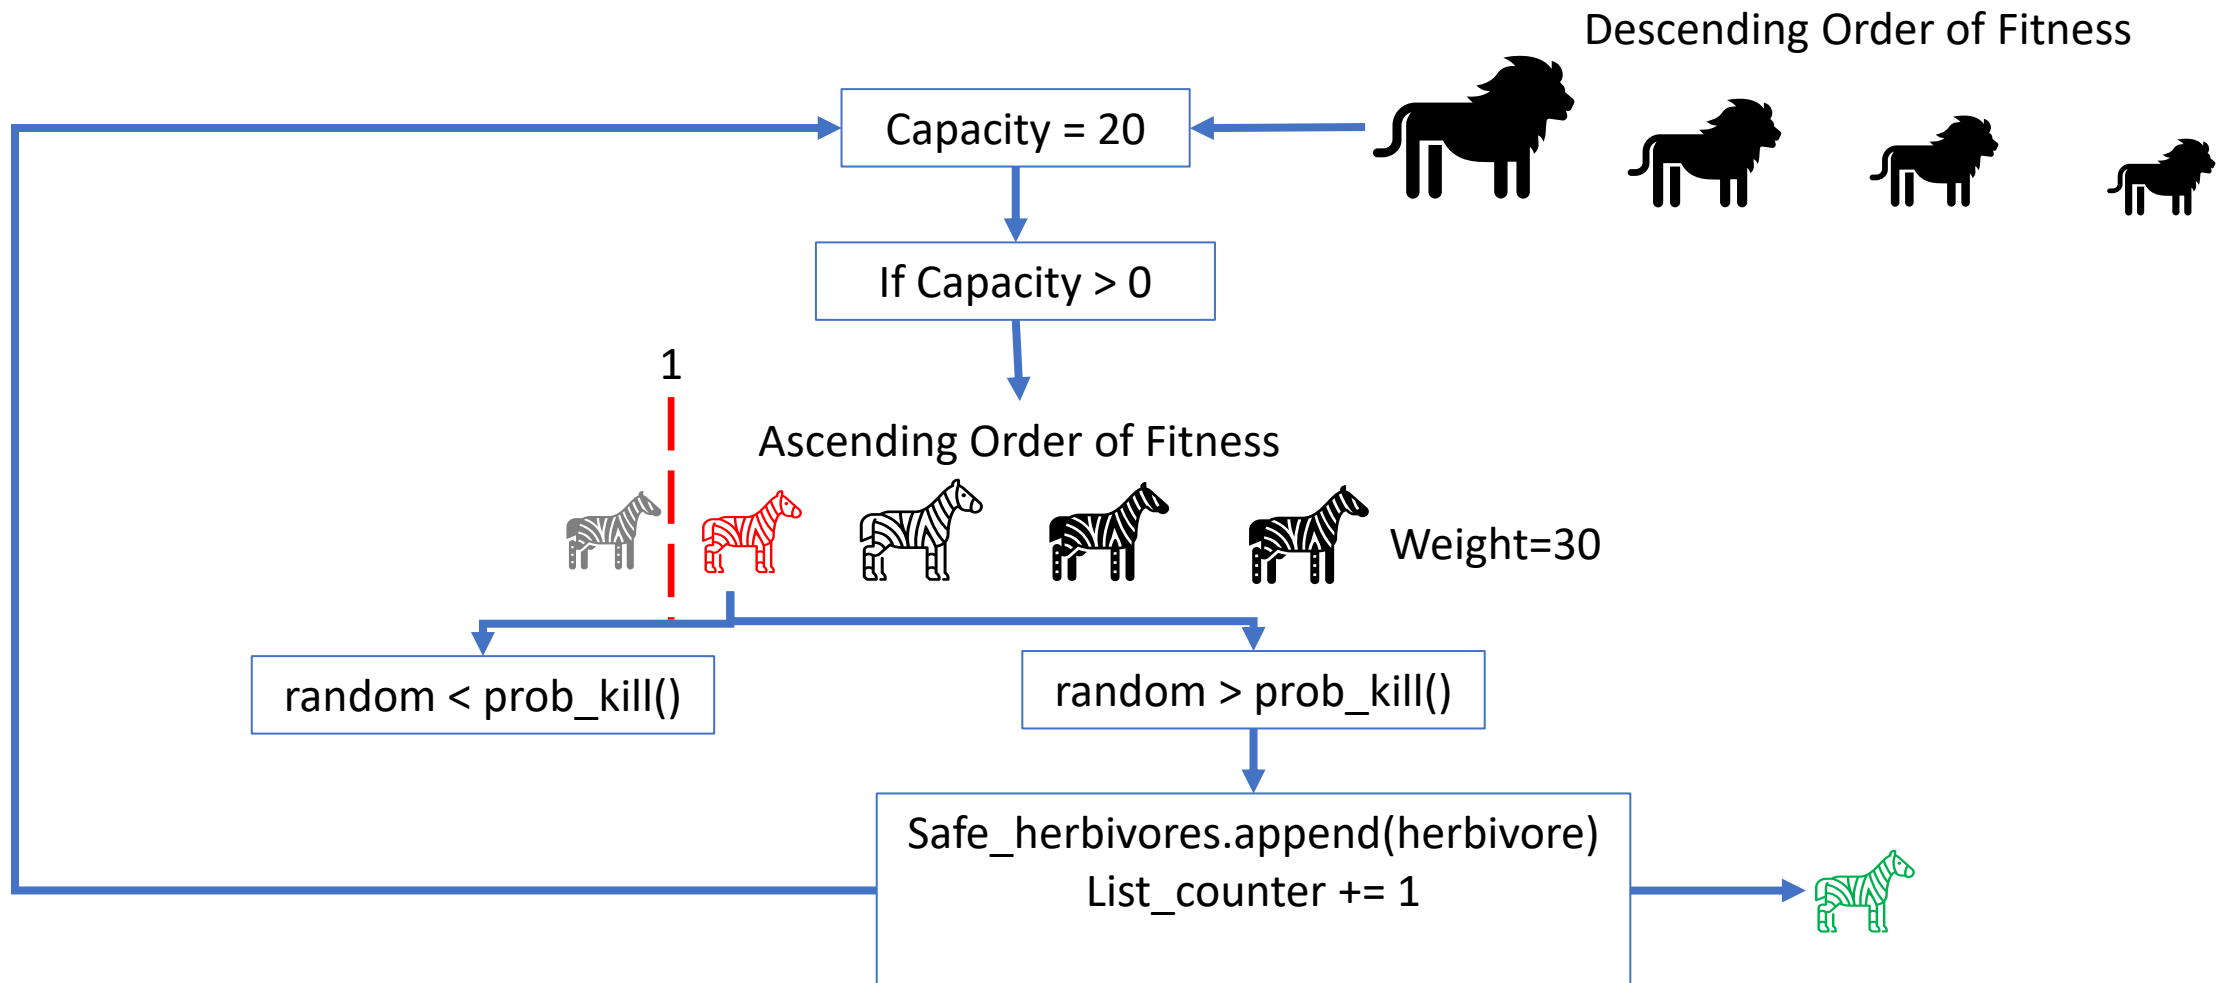 Descending Order of Fitness
Capacity = 20
If Capacity > 0
1
Ascending Order of Fitness
Weight=30
random < prob_kill()
random > prob_kill()
Safe_herbivores.append(herbivore)
List_counter += 1